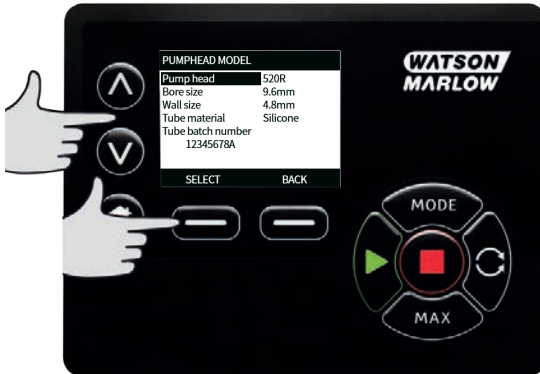 PUMPHEAD MODEL
Pump head 520R
Bore size 9.6mm
Wall size 4.8mm
Tube material Silicone
Tube batch number
12345678A
SELECT BACK
WATSON
MARLOW
MODE
MAX